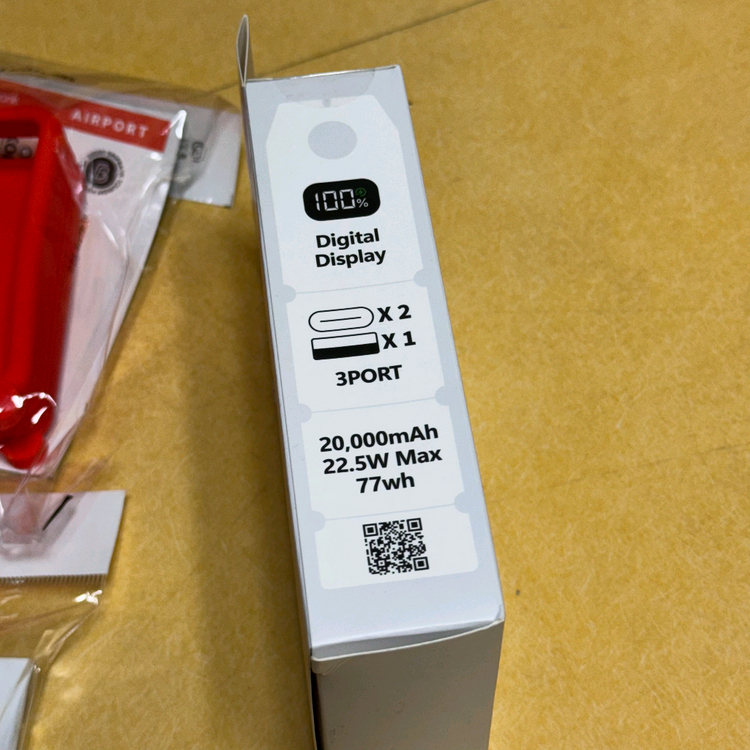 AIRPORT
100%
Digital
Display
X 2
X 1
3PORT
20,000mAh
22.5W Max
77wh